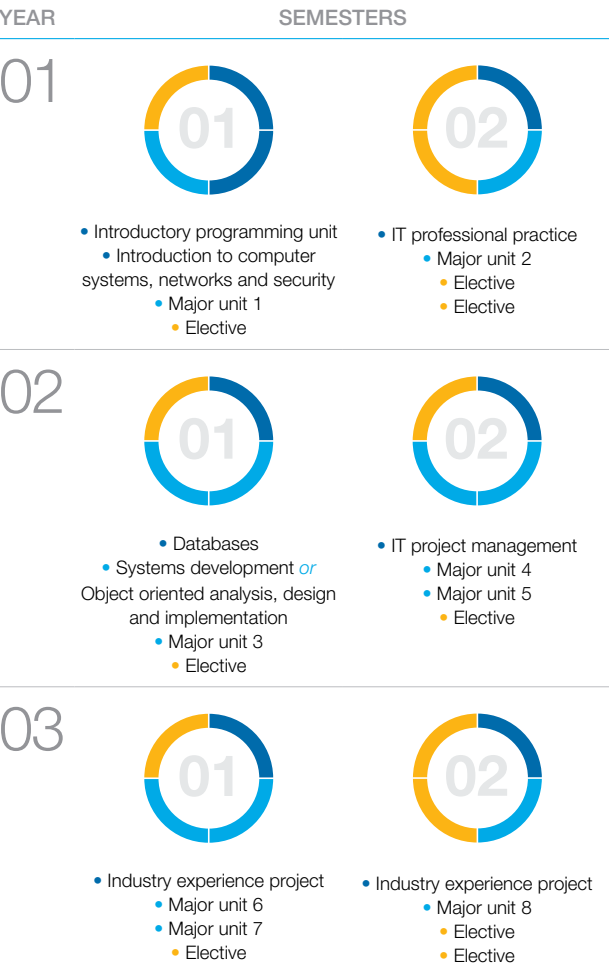 YEAR SEMESTERS
01
01
• Introductory programming unit
• Introduction to computer
systems, networks and security
• Major unit 1
• Elective
02
• IT professional practice
• Major unit 2
• Elective
• Elective
02
01
• Databases
• Systems development or
Object oriented analysis, design
and implementation
• Major unit 3
• Elective
02
• IT project management
• Major unit 4
• Major unit 5
• Elective
03
01
• Industry experience project
• Major unit 6
• Major unit 7
• Elective
02
• Industry experience project
• Major unit 8
• Elective
• Elective